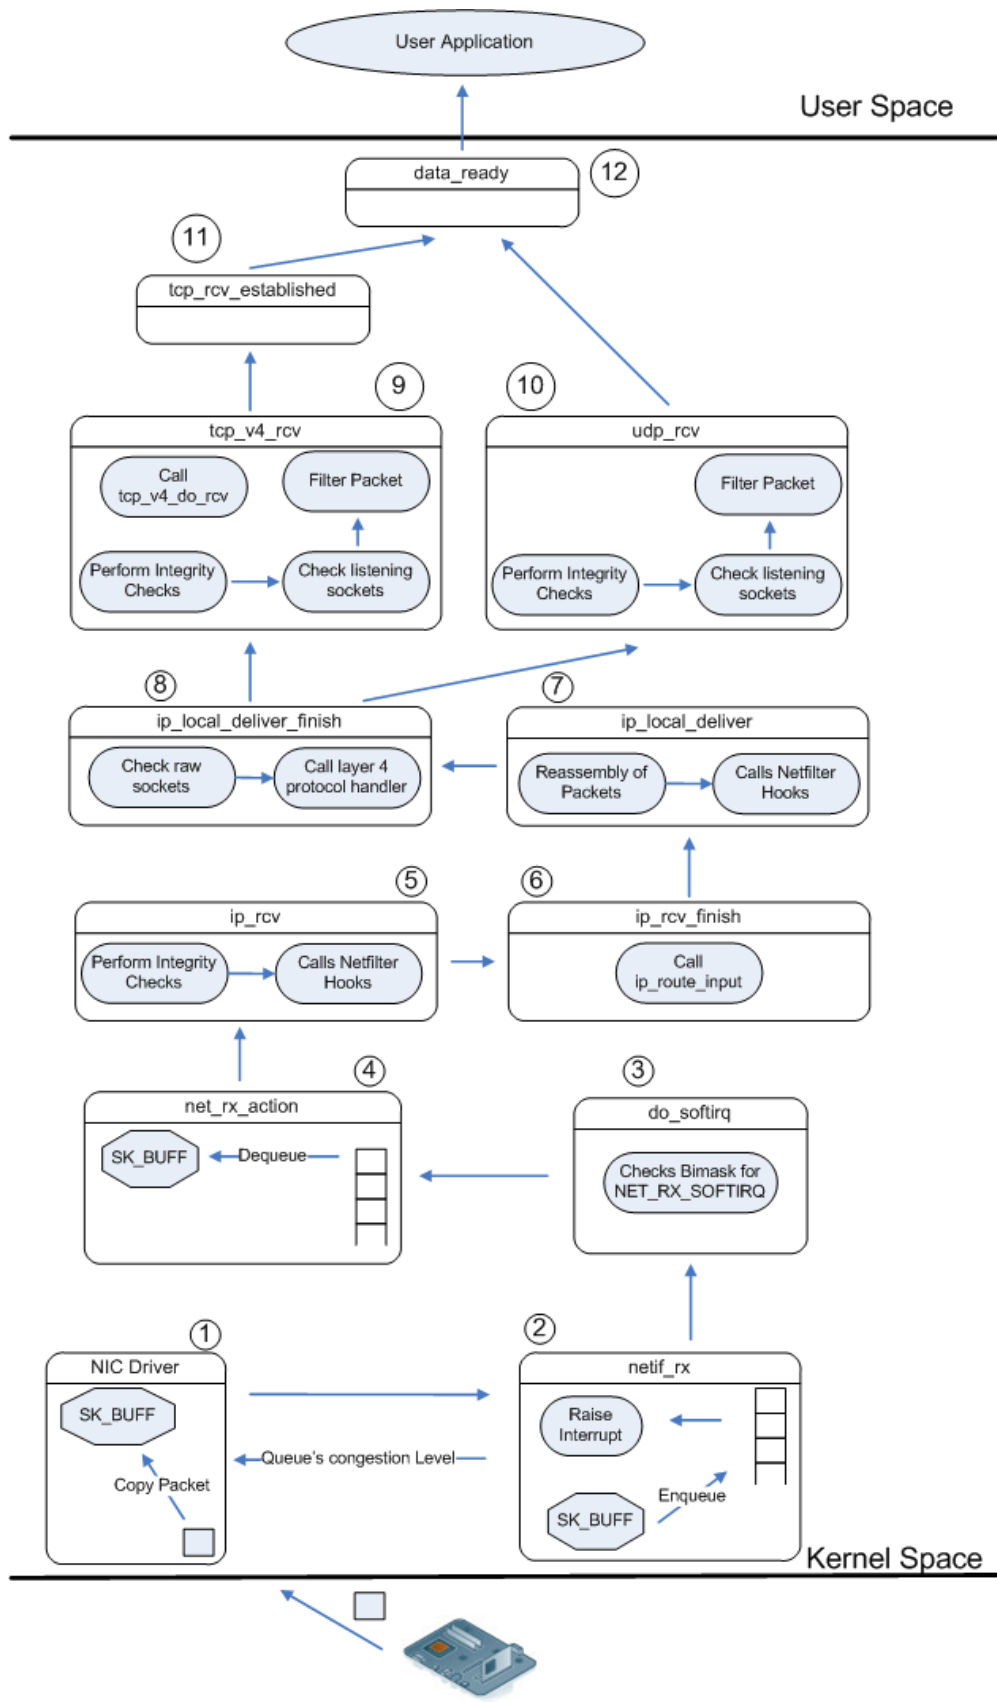 User Application
User Space
data_ready
12
11
tcp_rcv_established
9
10
tcp_v4_rcv
udp_rcv
Call
tcp_v4_do_rcv
Filter Packet
Filter Packet
Perform Integrity
Checks
Check listening
sockets
Perform Integrity
Checks
Check listening
sockets
8
7
ip_local_deliver_finish
ip_local_deliver
Check raw
sockets
Call layer 4
protocol handler
Reassembly of
Packets
Calls Netfilter
Hooks
5
6
ip_rcv
ip_rcv_finish
Perform Integrity
Checks
Calls Netfilter
Hooks
Call
ip_route_input
4
3
net_rx_action
do_softirq
SK_BUFF
Dequeue
Checks Bimask for
NET_RX_SOFTIRQ
1
2
NIC Driver
netif_rx
SK_BUFF
Raise
Interrupt
Queue's congestion Level
Copy Packet
Enqueue
SK_BUFF
Kernel Space